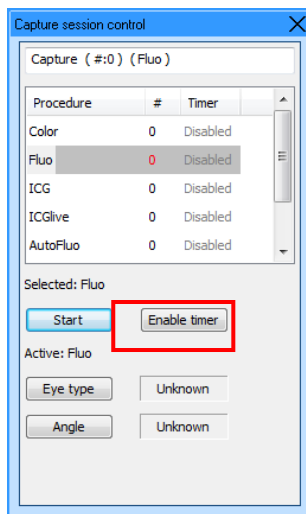 Capture session control
Capture ( #:0 ) ( Fluo )
Procedure # Timer
Color 0 Disabled
Fluo 0 Disabled
ICG 0 Disabled
ICGlive 0 Disabled
AutoFluo 0 Disabled
Selected: Fluo
Start Enable timer
Active: Fluo
Eye type Unknown
Angle Unknown